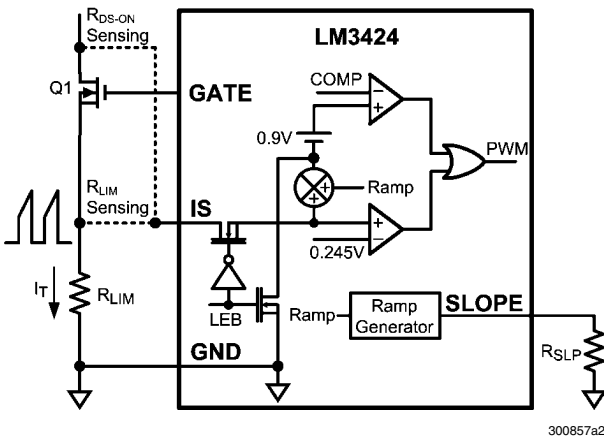 RDS-ON
Sensing
LM3424
Q1
GATE
COMP
−
+
0.9V
PWM
RLIM
Sensing
IS
+
+
Ramp
+
−
0.245V
IT
RLIM
LEB
Ramp
Ramp
Generator
SLOPE
GND
RSLP
300857a2